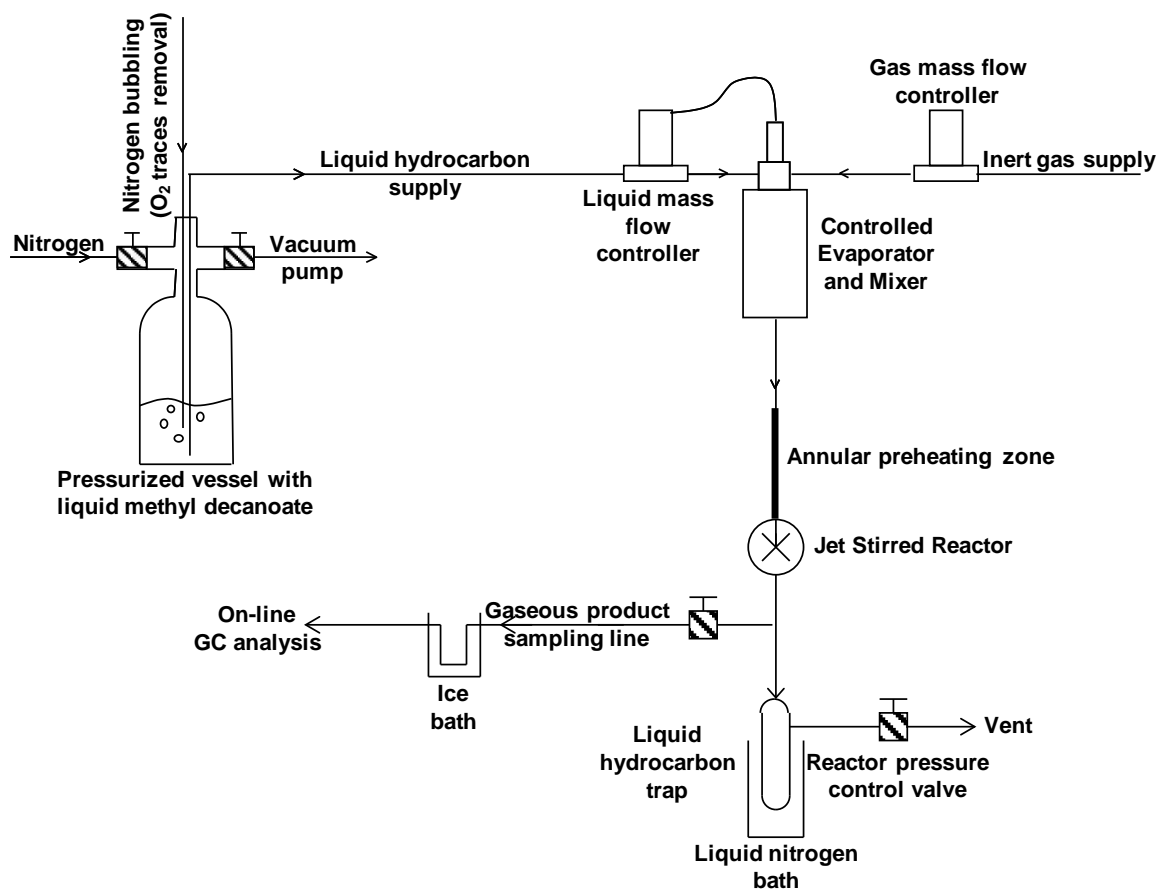 Nitrogen bubbling
(O₂ traces removal)
Nitrogen
Vacuum
pump
Pressurized vessel with
liquid methyl decanoate
Liquid hydrocarbon
supply
Liquid mass
flow
controller
Gas mass flow
controller
Inert gas supply
Controlled
Evaporator
and Mixer
Annular preheating zone
Jet Stirred Reactor
Gaseous product
sampling line
On-line
GC analysis
Ice
bath
Liquid
hydrocarbon
trap
Vent
Reactor pressure
control valve
Liquid nitrogen
bath